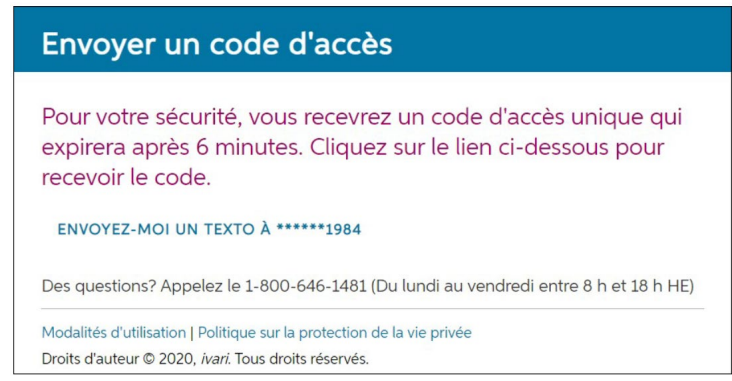 Envoyer un code d'accès
Pour votre sécurité, vous recevrez un code d'accès unique qui
expirera après 6 minutes. Cliquez sur le lien ci-dessous pour
recevoir le code.
ENVOYEZ-MOI UN TEXTO À ******1984
Des questions? Appelez le 1-800-646-1481 (Du lundi au vendredi entre 8 h et 18 h HE)
Modalités d'utilisation | Politique sur la protection de la vie privée
Droits d'auteur © 2020, ivari. Tous droits réservés.